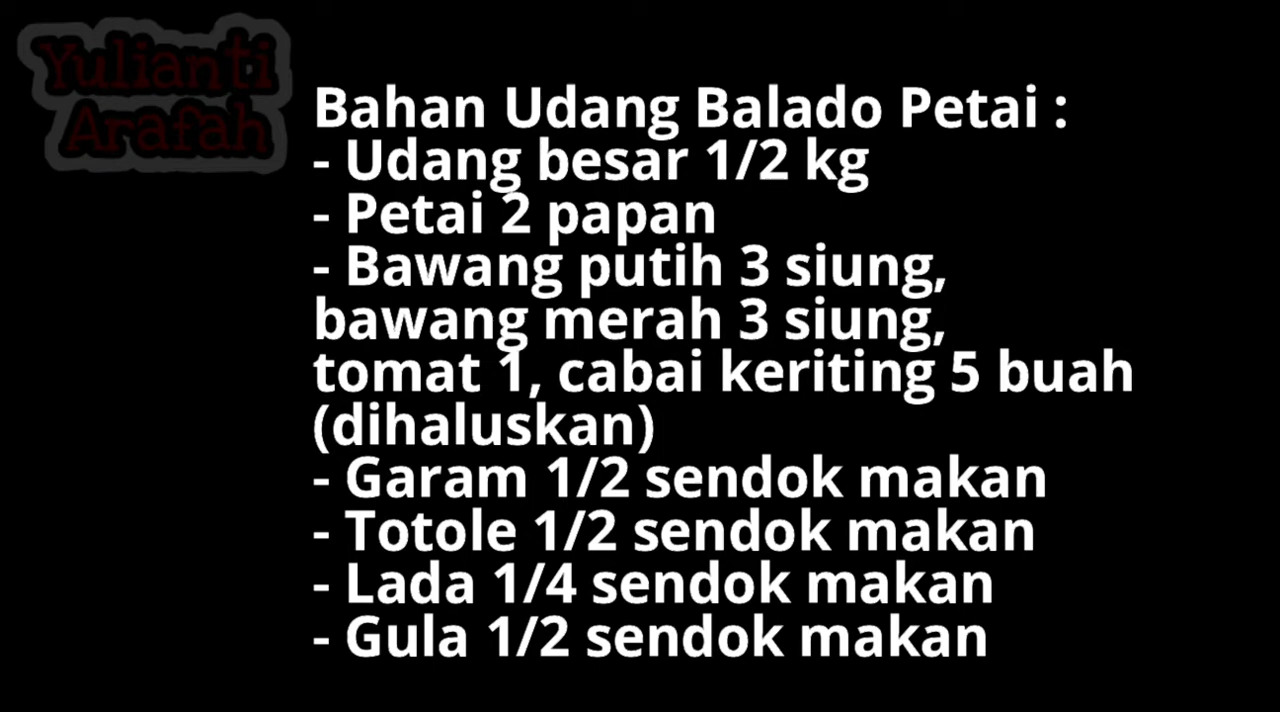 Yulianti
Arafah
Bahan Udang Balado Petai :
- Udang besar 1/2 kg
- Petai 2 papan
- Bawang putih 3 siung,
bawang merah 3 siung,
tomat 1, cabai keriting 5 buah
(dihaluskan)
- Garam 1/2 sendok makan
- Totole 1/2 sendok makan
- Lada 1/4 sendok makan
- Gula 1/2 sendok makan